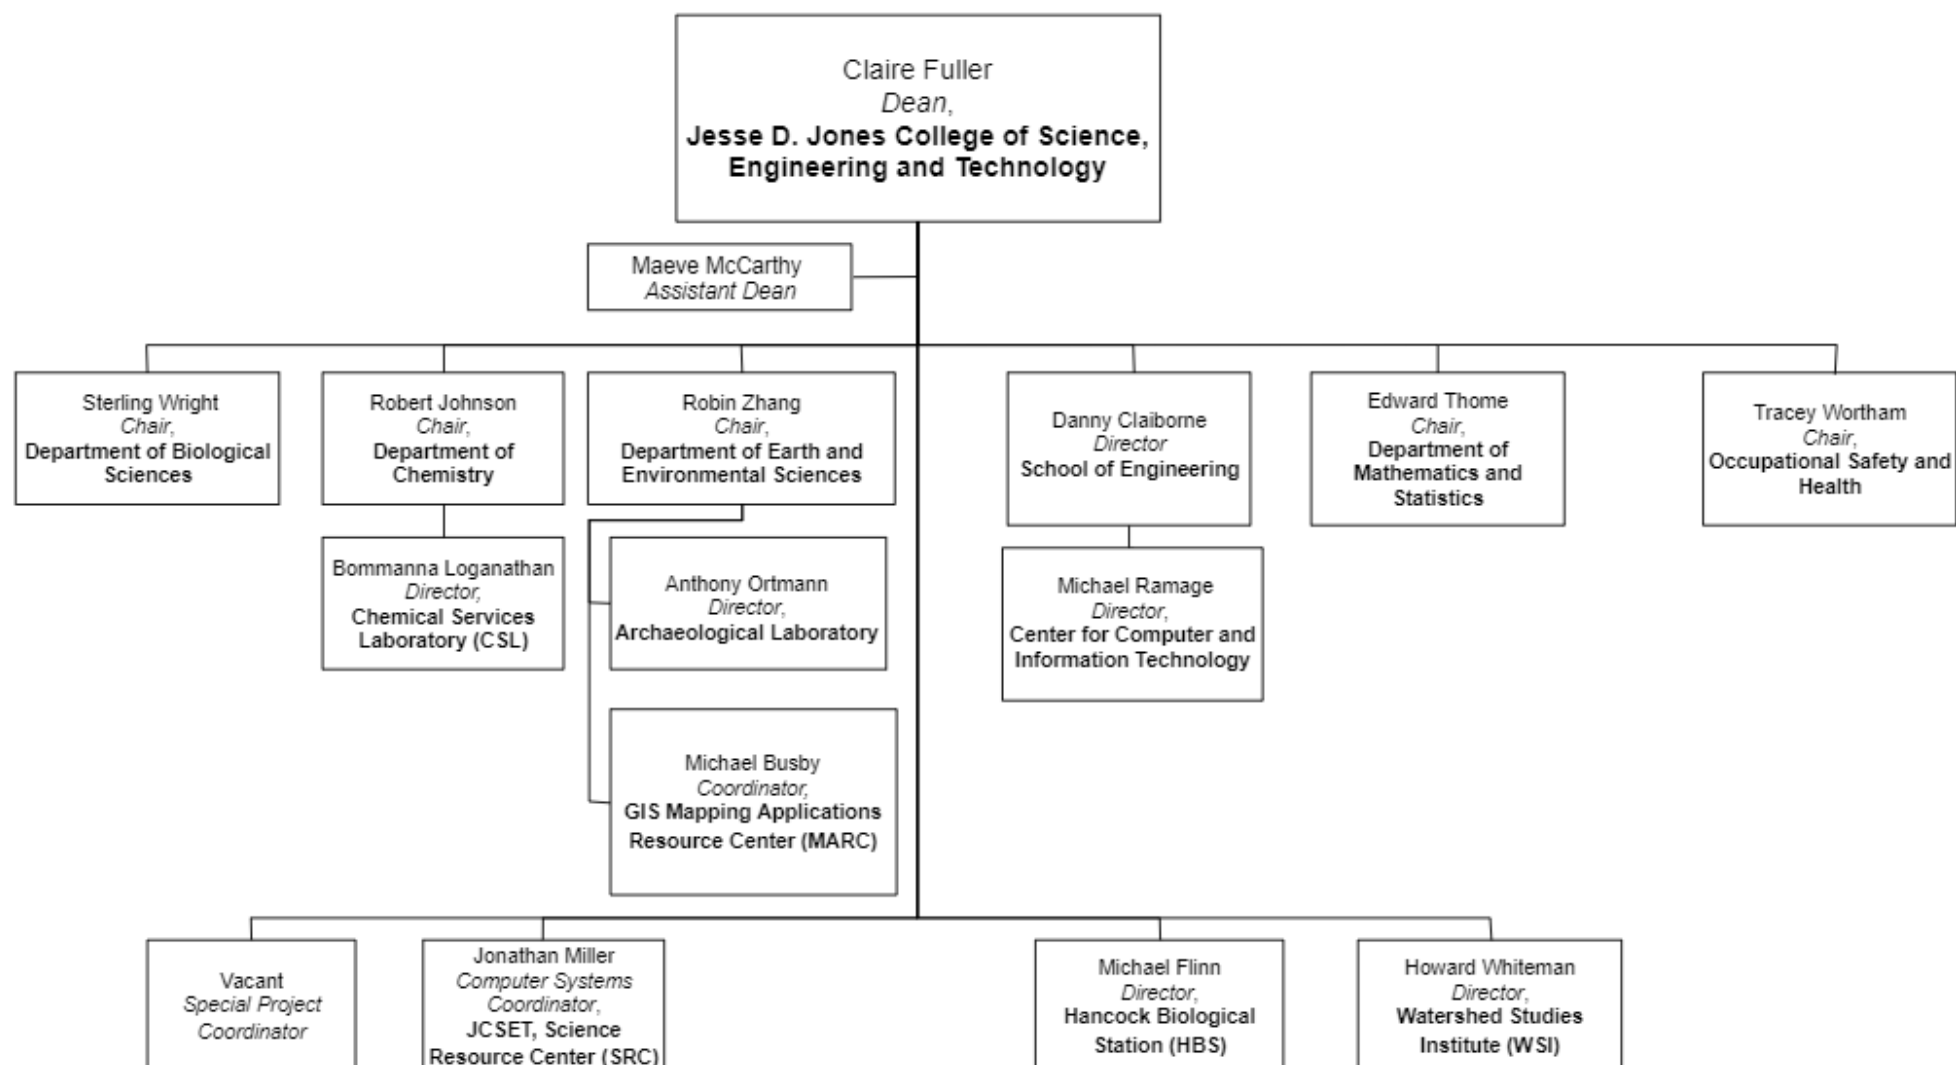 Claire Fuller
Dean,
Jesse D. Jones College of Science,
Engineering and Technology
Maeve McCarthy
Assistant Dean
Sterling Wright
Chair,
Department of Biological
Sciences
Robert Johnson
Chair,
Department of
Chemistry
Robin Zhang
Chair,
Department of Earth and
Environmental Sciences
Danny Claiborne
Director
School of Engineering
Edward Thome
Chair,
Department of
Mathematics and
Statistics
Tracey Wortham
Chair,
Occupational Safety and
Health
Bommanna Loganathan
Director,
Chemical Services
Laboratory (CSL)
Anthony Ortmann
Director,
Archaeological Laboratory
Michael Ramage
Director,
Center for Computer and
Information Technology
Michael Busby
Coordinator,
GIS Mapping Applications
Resource Center (MARC)
Vacant
Special Project
Coordinator
Jonathan Miller
Computer Systems
Coordinator,
JCSET, Science
Resource Center (SRC)
Michael Flinn
Director,
Hancock Biological
Station (HBS)
Howard Whiteman
Director,
Watershed Studies
Institute (WSI)